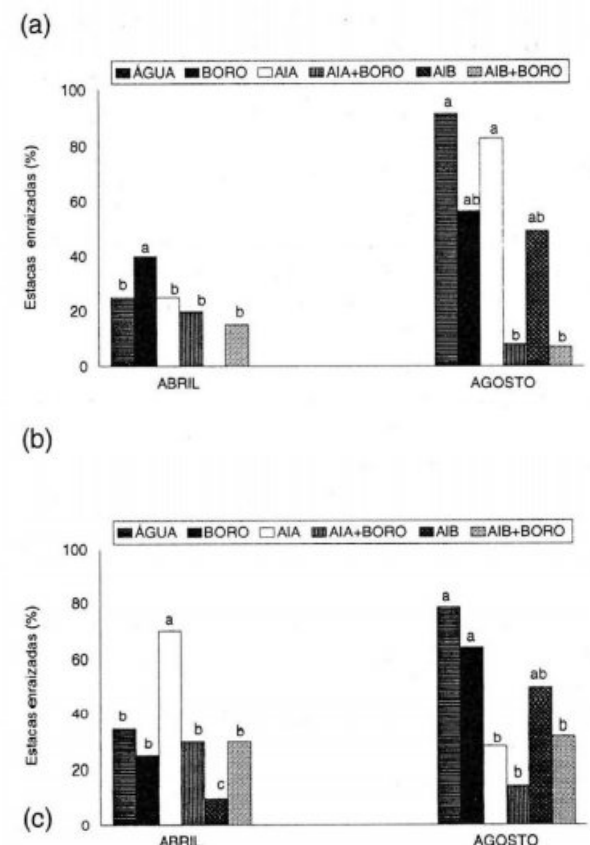 (a)
ÁGUA BORO AIA AIA+BORO AIB AIB+BORO
Estacas enraizadas (%)
100
80
60
40
20
0
b a b b b
a ab a b ab b
ABRIL AGOSTO
(b)
ÁGUA BORO AIA AIA+BORO AIB AIB+BORO
Estacas enraizadas (%)
100
80
60
40
20
0
b b a b c b
a a b b ab b
(c)
ABRIL AGOSTO